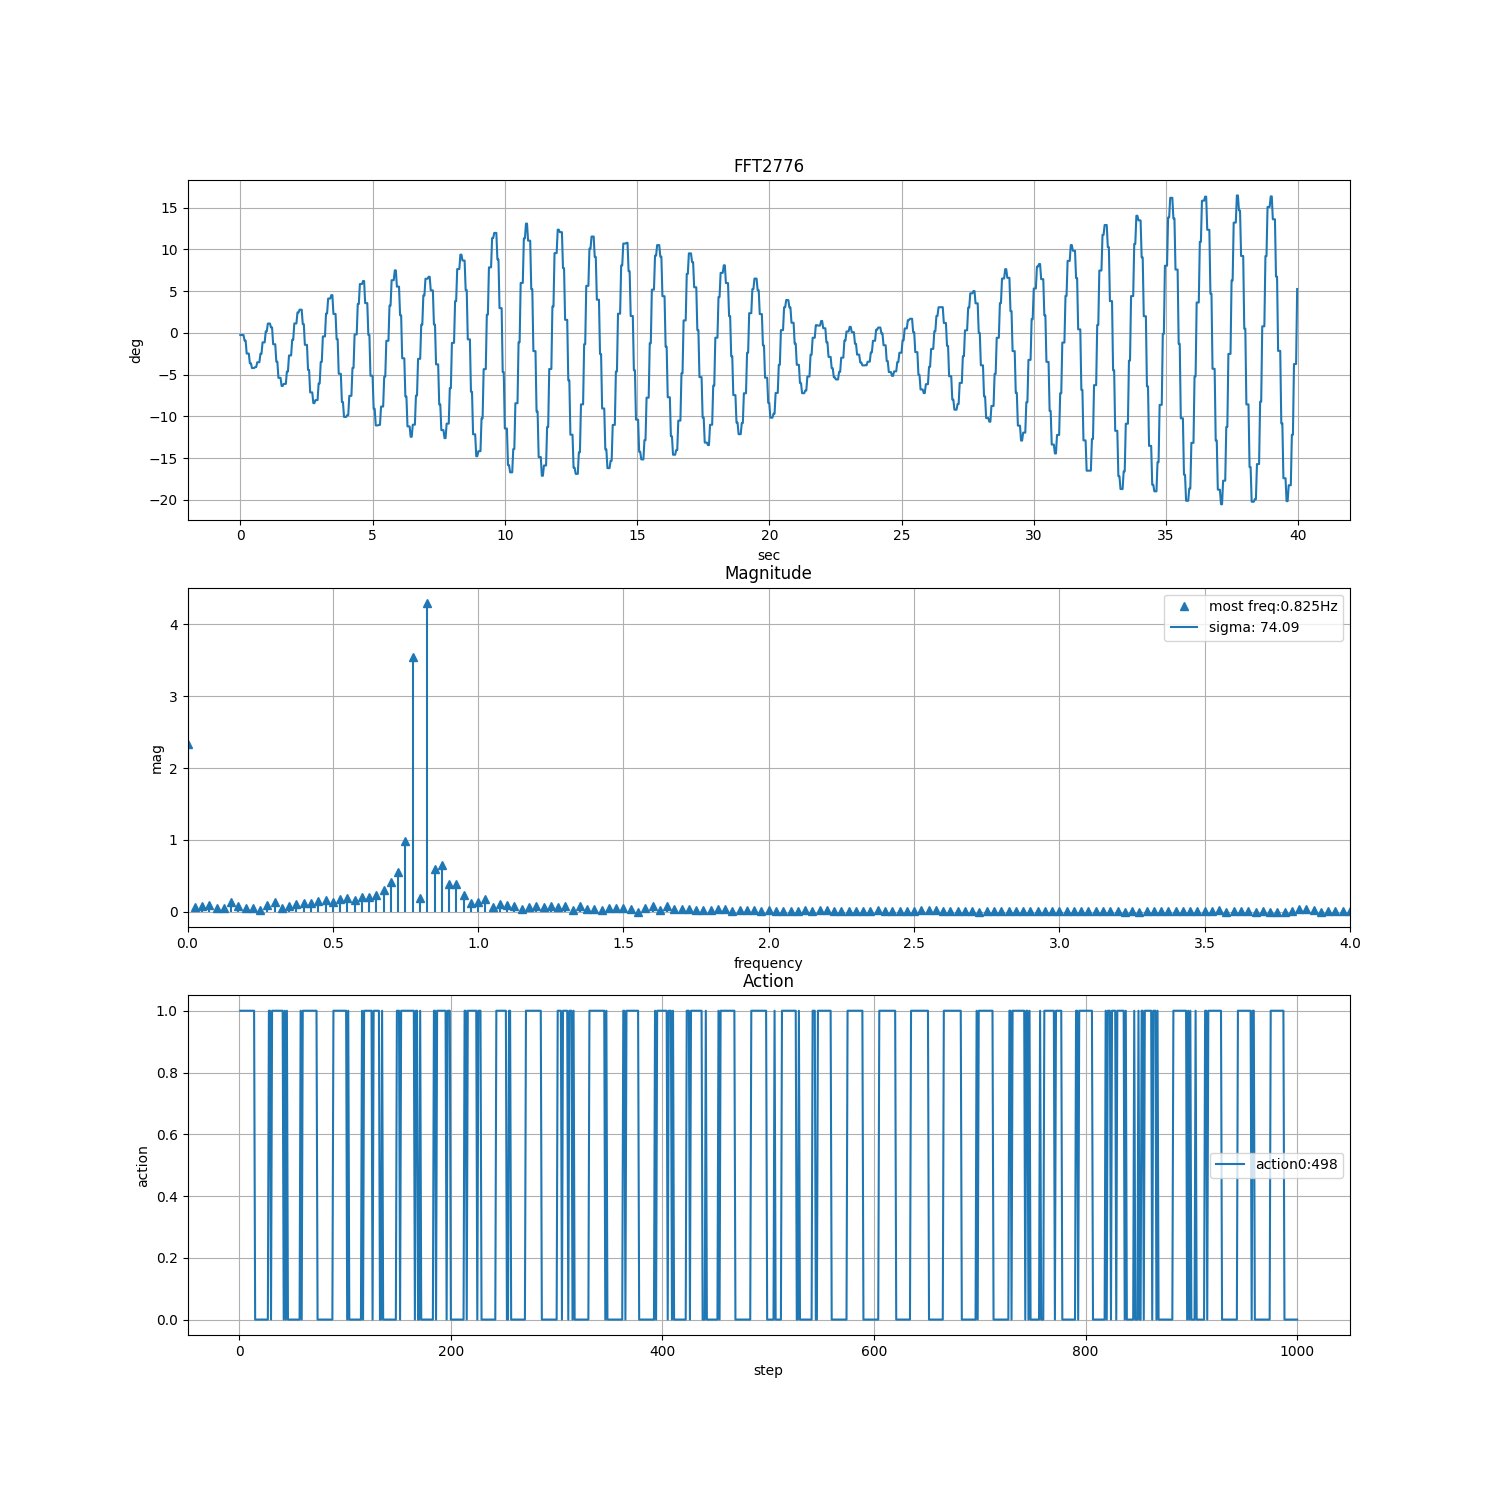 FFT2776
15
10
5
0
−5
−10
−15
−20
deg
0 5 10 15 20 25 30 35 40
sec
Magnitude
most freq:0.825Hz
sigma: 74.09
4
3
2
1
0
mag
0.0 0.5 1.0 1.5 2.0 2.5 3.0 3.5 4.0
frequency
Action
1.0
0.8
0.6
0.4
0.2
0.0
action
action0:498
0 200 400 600 800 1000
step